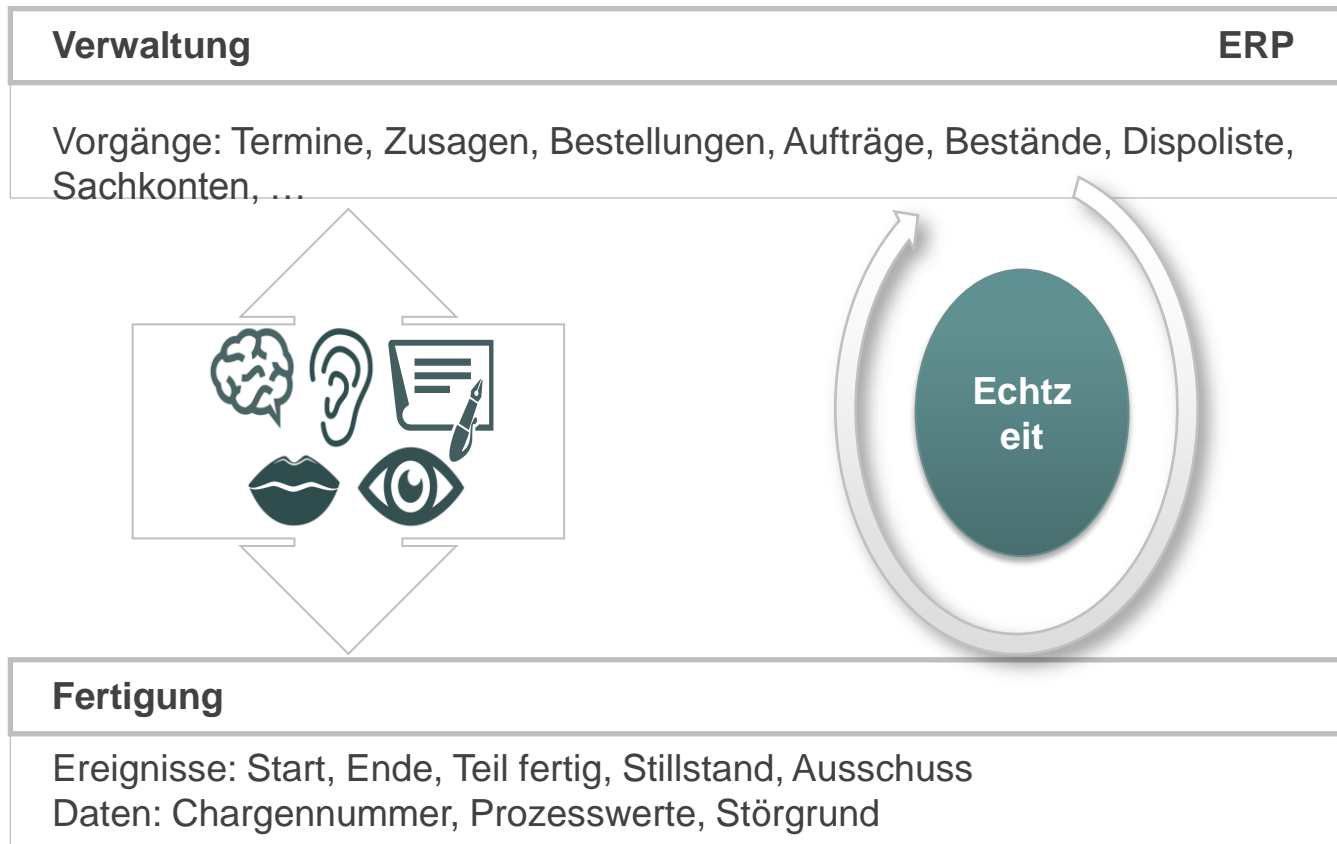 Verwaltung ERP
Vorgänge: Termine, Zusagen, Bestellungen, Aufträge, Bestände, Dispoliste,
Sachkonten, …
Echtz
eit
Fertigung
Ereignisse: Start, Ende, Teil fertig, Stillstand, Ausschuss
Daten: Chargennummer, Prozesswerte, Störgrund